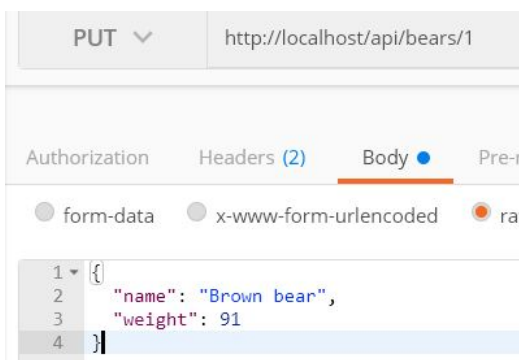 PUT http://localhost/api/bears/1
Authorization Headers (2) Body
form-data x-www-form-urlencoded
1 {
2 "name": "Brown bear",
3 "weight": 91
4 }